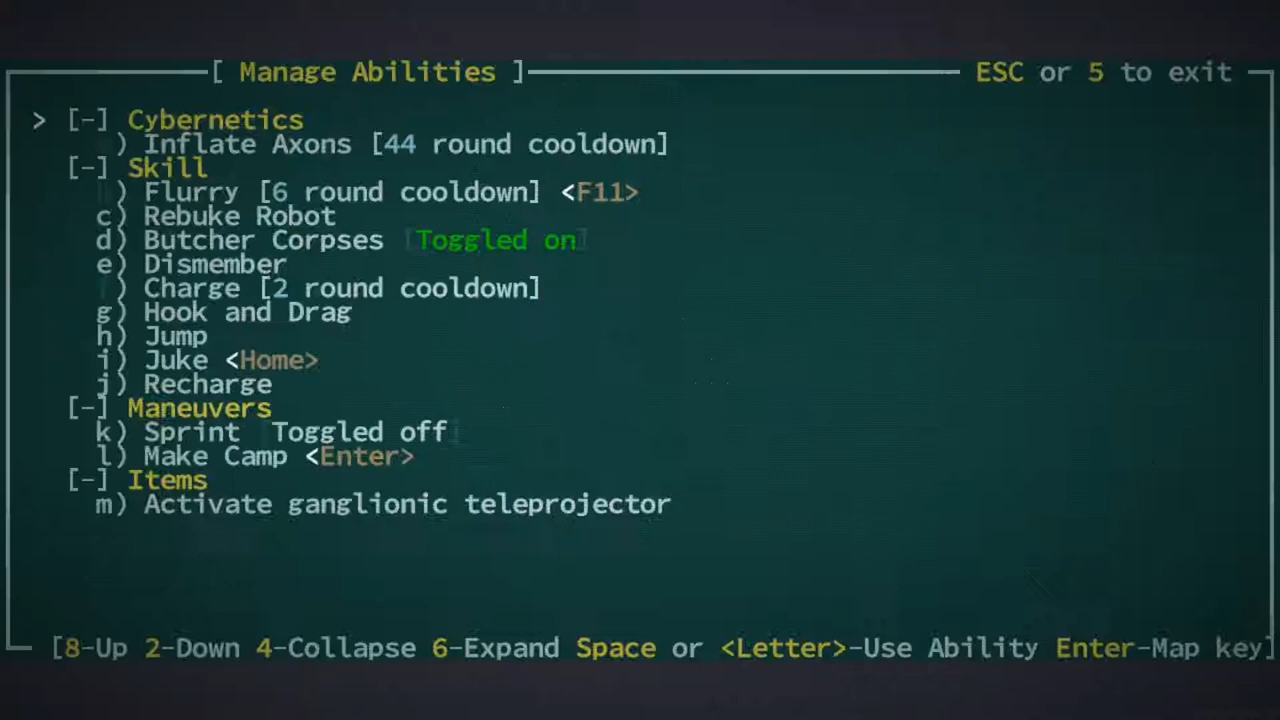 [ Manage Abilities ] ESC or 5 to exit
> [-] Cybernetics
) Inflate Axons [44 round cooldown]
[-] Skill
) Flurry [6 round cooldown] <F11>
c) Rebuke Robot
d) Butcher Corpses [Toggled on]
e) Dismember
f) Charge [2 round cooldown]
g) Hook and Drag
h) Jump
i) Juke <Home>
j) Recharge
[-] Maneuvers
k) Sprint [Toggled off]
l) Make Camp <Enter>
[-] Items
m) Activate ganglionic teleprojector
[8-Up 2-Down 4-Collapse 6-Expand Space or <Letter>-Use Ability Enter-Map key]